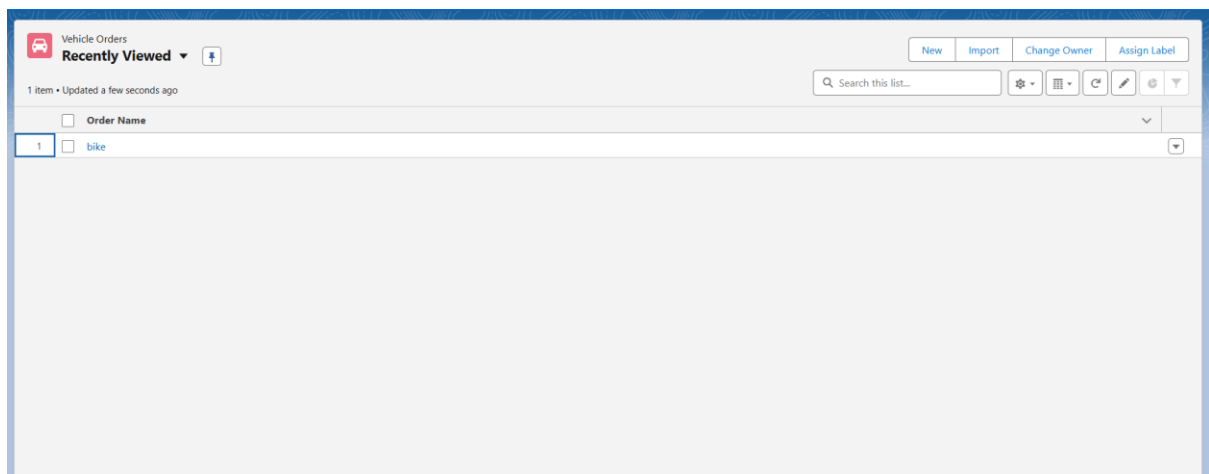 Vehicle Orders
Recently Viewed
New Import Change Owner Assign Label
1 item • Updated a few seconds ago
Search this list...
Order Name
1 bike